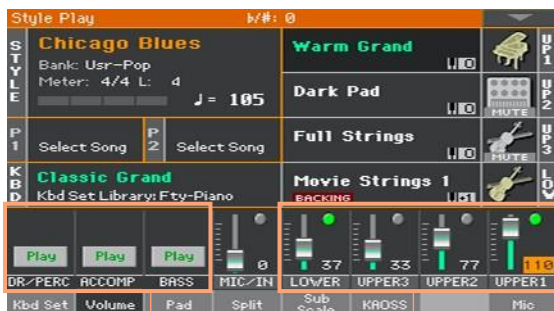 Style Play ♭/#: 0
STYLE
Chicago Blues
Bank: Usr-Pop
Meter: 4/4 L: 4
♩= 105
P1 Select Song
P2 Select Song
KBD
Classic Grand
Kbd Set Library: Fty-Piano
Warm Grand
UP1
Dark Pad
MUTE
UP2
Full Strings
MUTE
UP3
Movie Strings 1
BACKING
LOW
Play Play Play 0 37 33 77 110
DR/PERC ACCOMP BASS MIC/IN LOWER UPPER3 UPPER2 UPPER1
Kbd Set Volume Pad Split Sub Scale KAOSS Mic